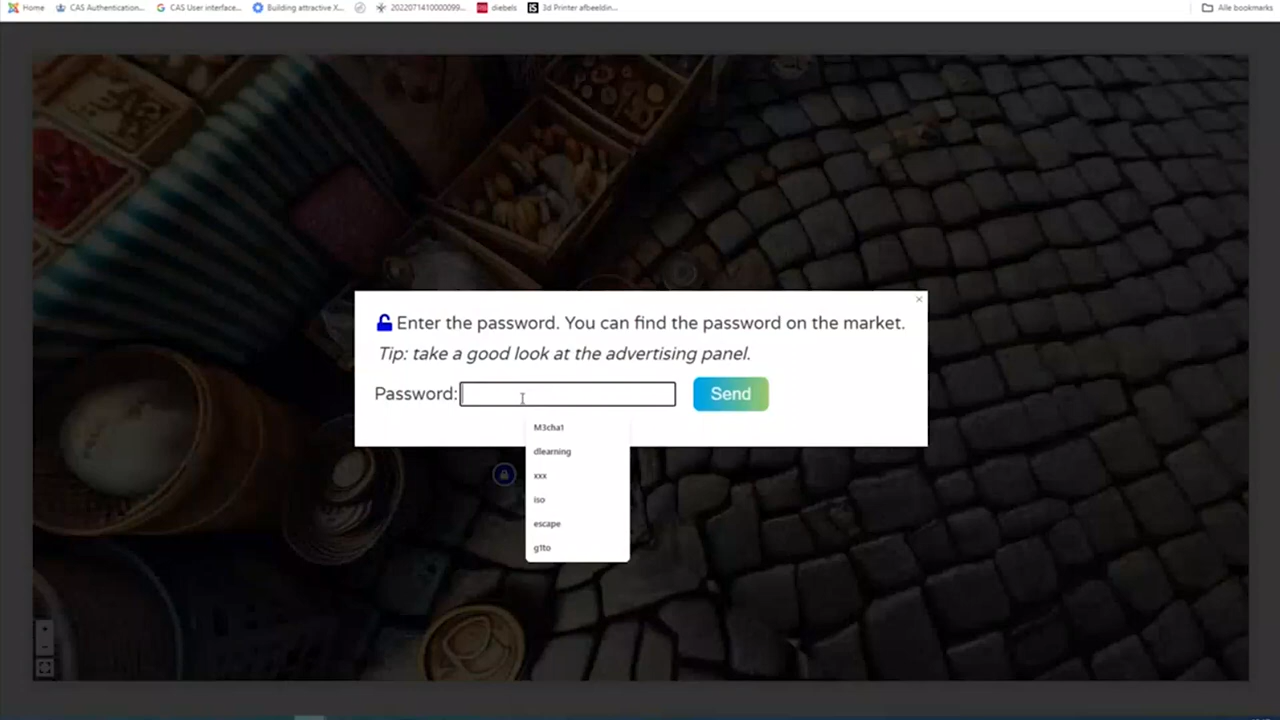 Home
CAS Authentication...
CAS User interface...
Building attractive X...
2022071410000099...
diebels
3d Printer afbeeldin...
Alle bookmarks
×
Enter the password. You can find the password on the market.
Tip: take a good look at the advertising panel.
Password:
Send
M3cha1
dlearning
xxx
iso
escape
g1to
+
-